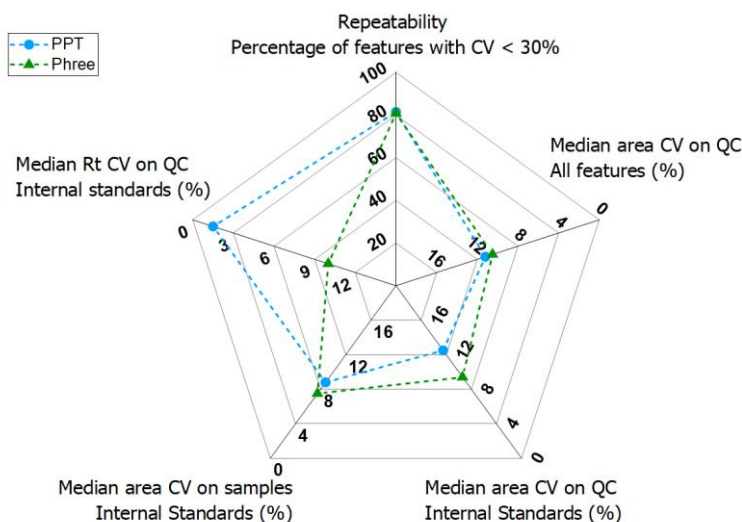 Repeatability
Percentage of features with CV < 30%
PPT
Phree
100
80
60
40
20
Median area CV on QC
All features (%)
0
4
8
12
16
Median Rt CV on QC
Internal standards (%)
0
3
6
9
12
16
12
8
4
0
16
12
8
4
0
Median area CV on samples
Internal Standards (%)
Median area CV on QC
Internal Standards (%)